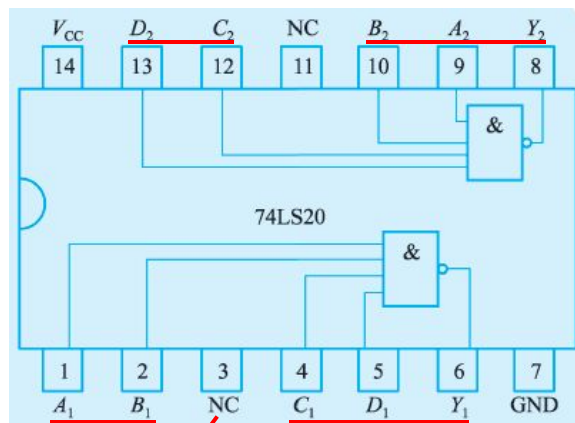 V_CC D₂ C₂ NC B₂ A₂ Y₂
14 13 12 11 10 9 8
&
74LS20
&
1 2 3 4 5 6 7
A₁ B₁ NC C₁ D₁ Y₁ GND